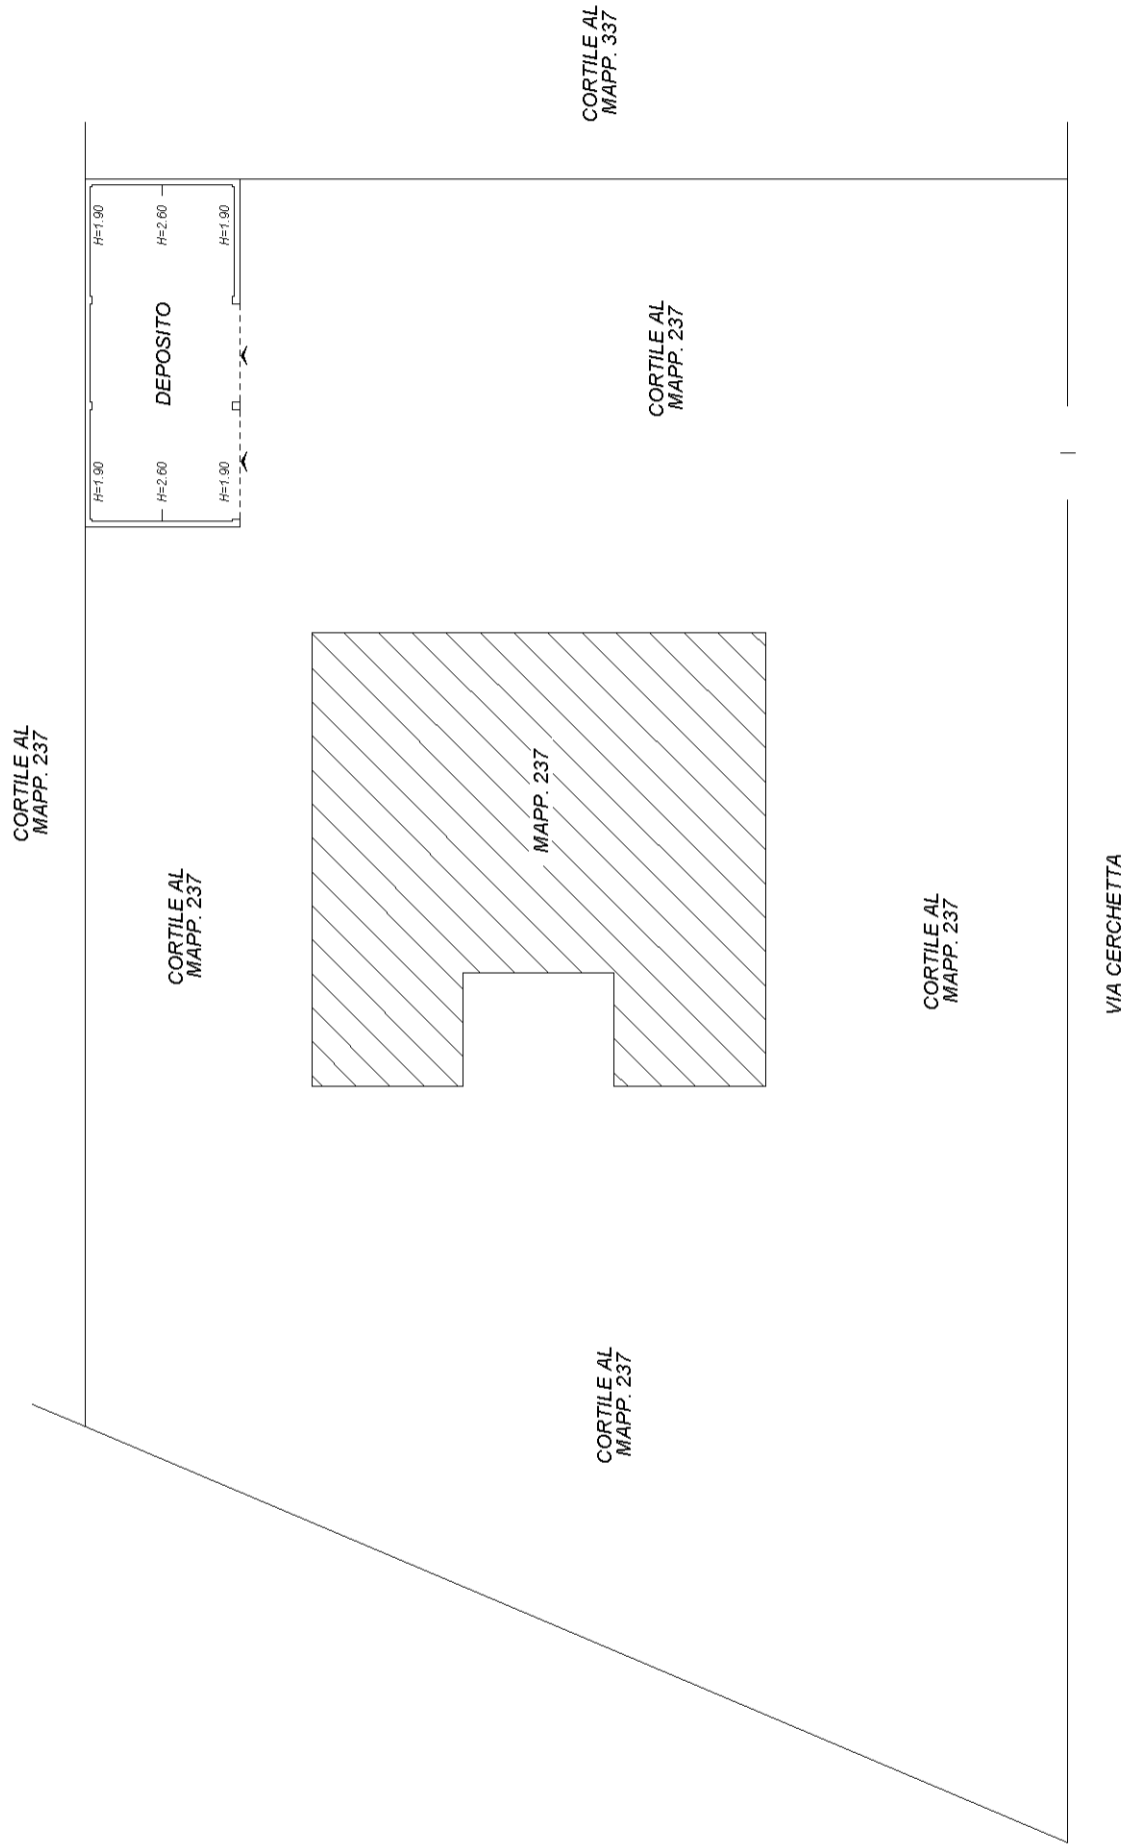 CORTILE AL
MAPP. 337
H=1.90
H=2.60
H=1.90
DEPOSITO
H=1.90
H=2.60
H=1.90
CORTILE AL
MAPP. 237
CORTILE AL
MAPP. 237
MAPP. 237
CORTILE AL
MAPP. 237
CORTILE AL
MAPP. 237
VIA CERCHETTA
CORTILE AL
MAPP. 237